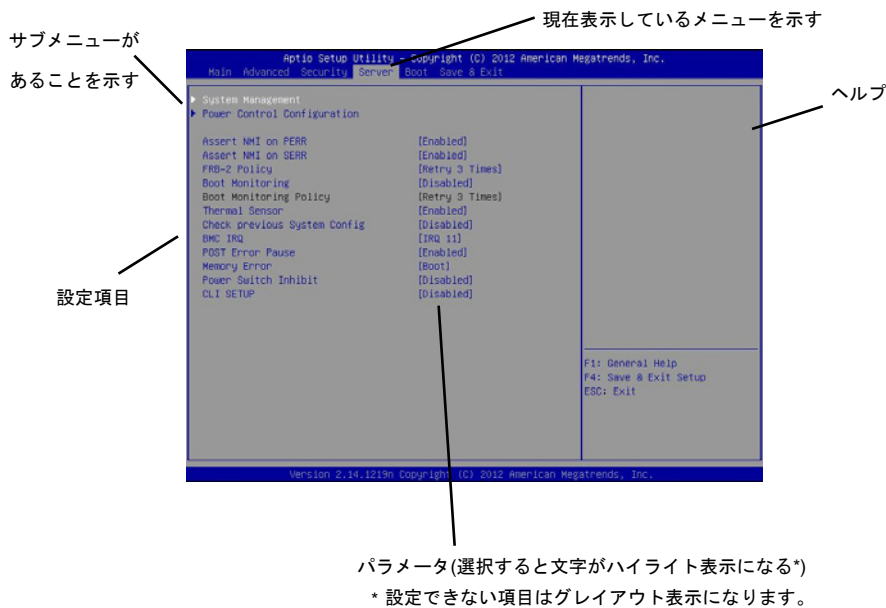 現在表示しているメニューを示す
サブメニューが
あることを示す
Aptio Setup Utility - Copyright (C) 2012 American Megatrends, Inc.
Main Advanced Security Server Boot Save & Exit
ヘルプ
System Management
Power Control Configuration
Assert NMI on PERR [Enabled]
Assert NMI on SERR [Enabled]
FRB-2 Policy [Retry 3 Times]
Boot Monitoring [Disabled]
Boot Monitoring Policy [Retry 3 Times]
Thermal Sensor [Enabled]
Check previous System Config [Disabled]
BMC IRQ [IRQ 11]
POST Error Pause [Enabled]
Memory Error [Boot]
Power Switch Inhibit [Disabled]
CLI SETUP [Disabled]
設定項目
F1: General Help
F4: Save & Exit Setup
ESC: Exit
Version 2.14.1219n Copyright (C) 2012 American Megatrends, Inc.
パラメータ(選択すると文字がハイライト表示になる*)
* 設定できない項目はグレイアウト表示になります。